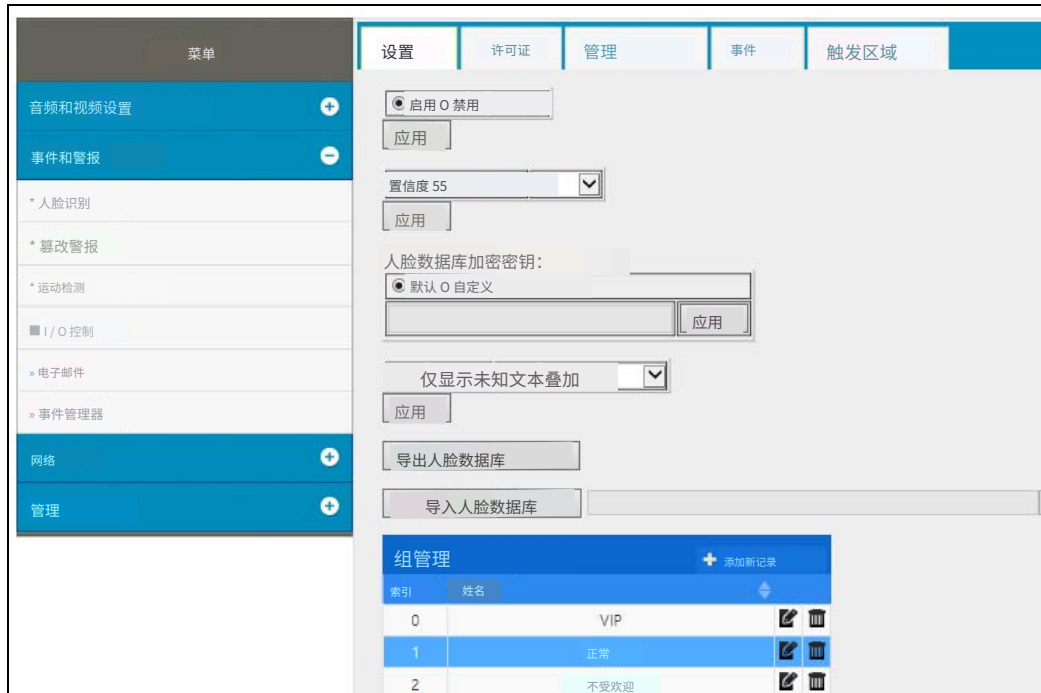 菜单
音频和视频设置
事件和警报
* 人脸识别
* 篡改警报
* 运动检测
■ I / O 控制
» 电子邮件
» 事件管理器
网络
管理
设置 许可证 管理 事件 触发区域
启用 O 禁用
应用
置信度 55
应用
人脸数据库加密密钥：
默认 O 自定义
应用
仅显示未知文本叠加
应用
导出人脸数据库
导入人脸数据库
组管理 添加新记录
索引 姓名
0 VIP
1 正常
2 不受欢迎